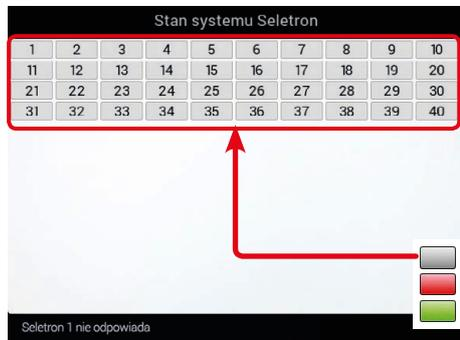 Stan systemu Seletron
1 2 3 4 5 6 7 8 9 10
11 12 13 14 15 16 17 18 19 20
21 22 23 24 25 26 27 28 29 30
31 32 33 34 35 36 37 38 39 40
Seletron 1 nie odpowiada